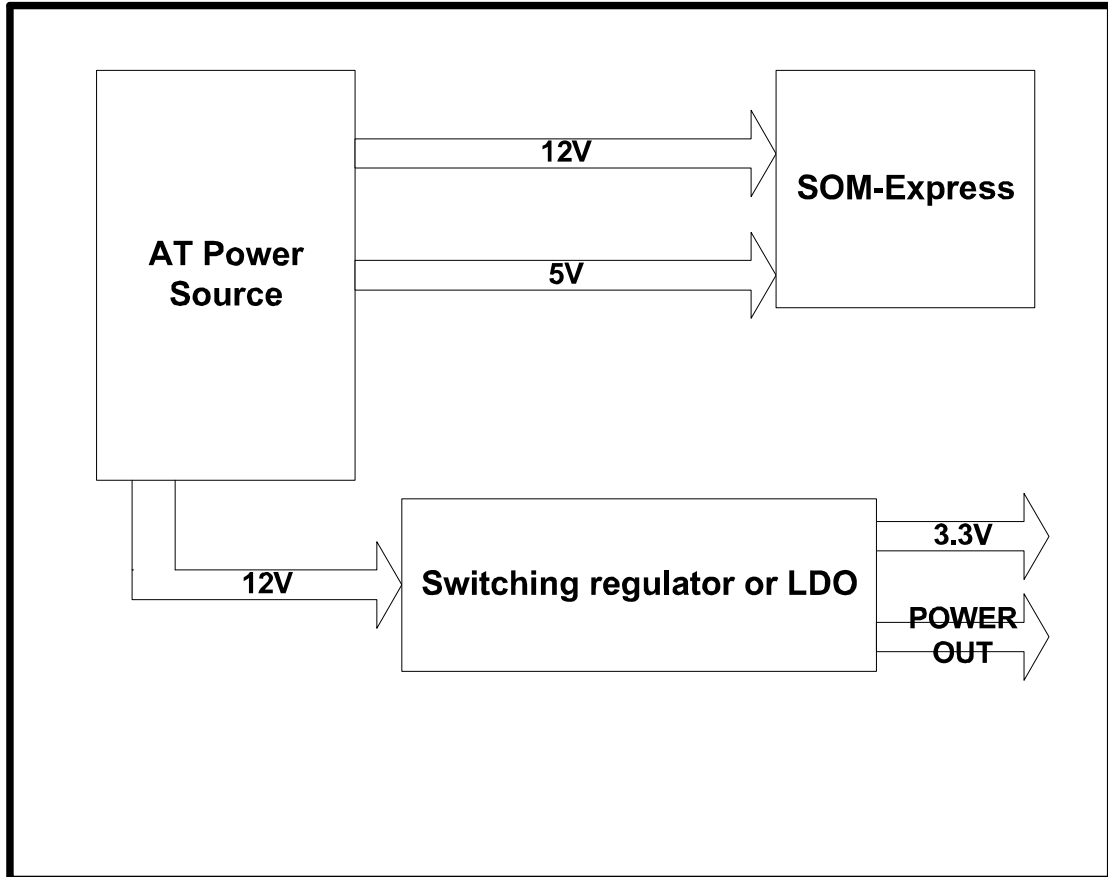 12V
SOM-Express
AT Power
Source
5V
3.3V
12V
Switching regulator or LDO
POWER
OUT